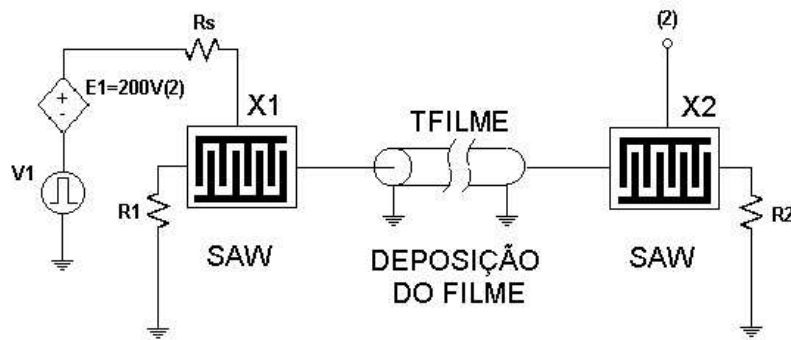 Rs
(2)
E1=200V(2)
X1
X2
TFILME
V1
R1
R2
SAW
DEPOSIÇÃO
DO FILME
SAW
+
-